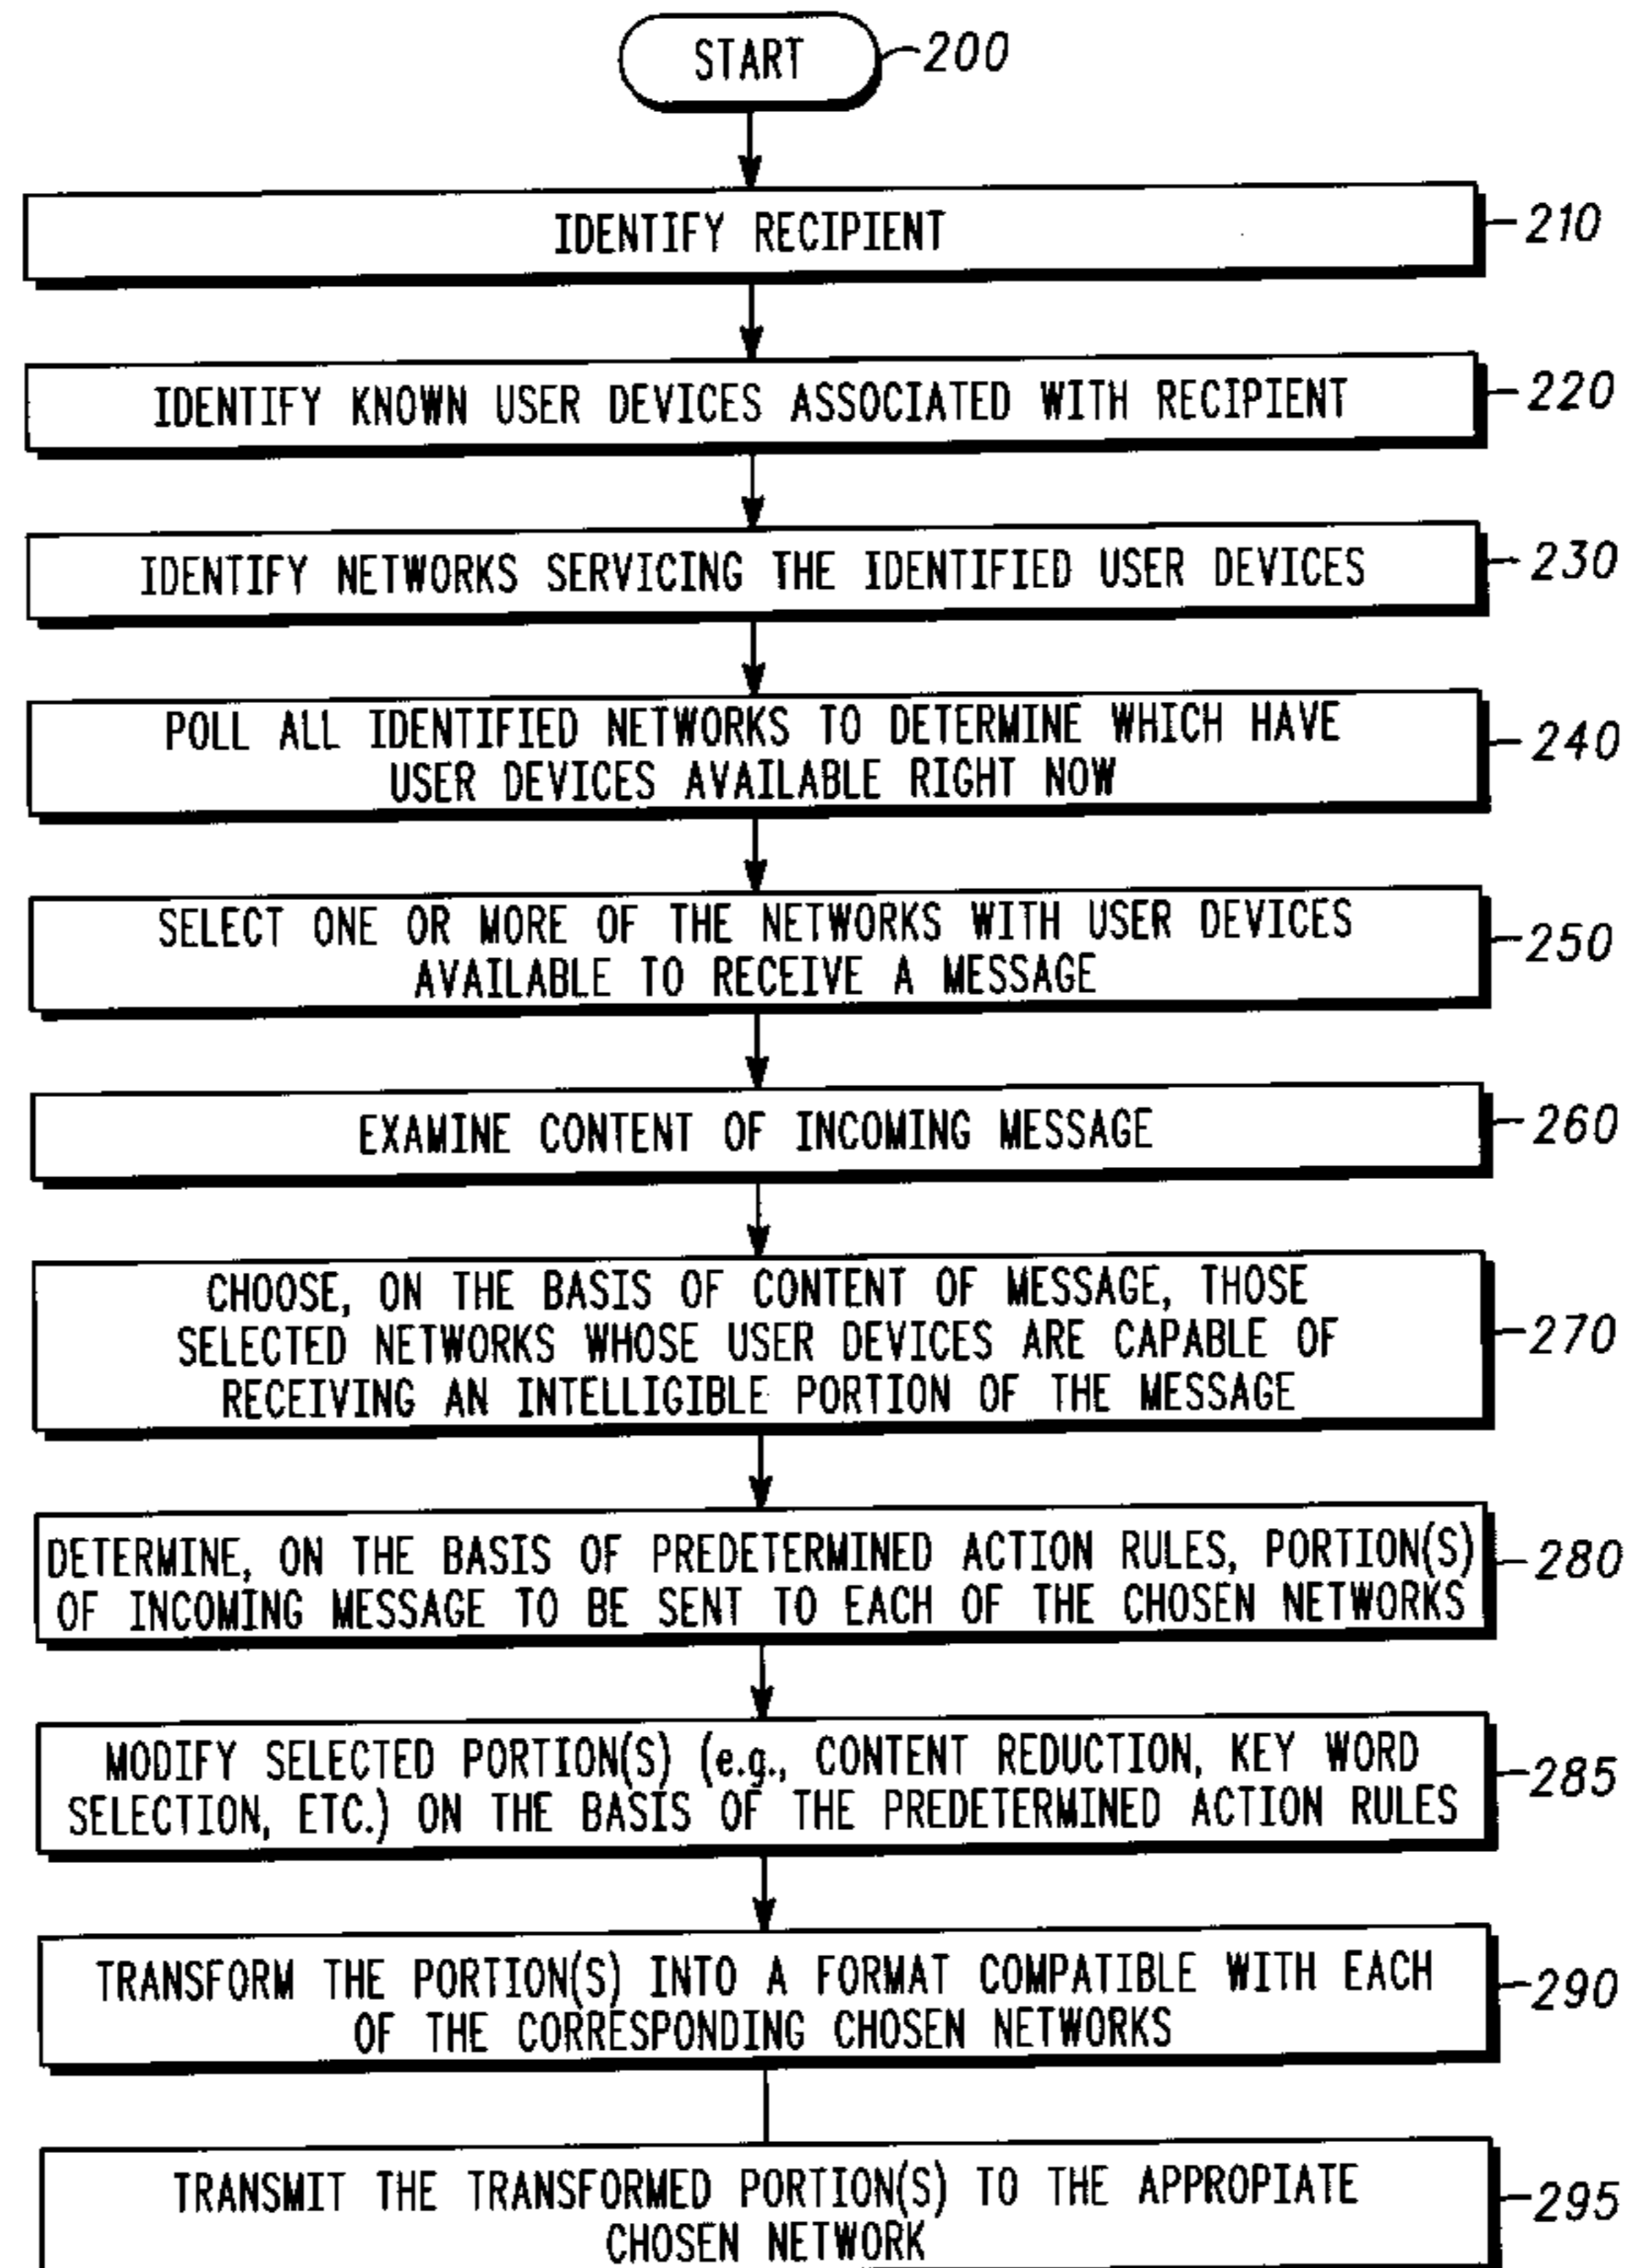 START
200
IDENTIFY RECIPIENT
210
IDENTIFY KNOWN USER DEVICES ASSOCIATED WITH RECIPIENT
220
IDENTIFY NETWORKS SERVICING THE IDENTIFIED USER DEVICES
230
POLL ALL IDENTIFIED NETWORKS TO DETERMINE WHICH HAVE
USER DEVICES AVAILABLE RIGHT NOW
240
SELECT ONE OR MORE OF THE NETWORKS WITH USER DEVICES
AVAILABLE TO RECEIVE A MESSAGE
250
EXAMINE CONTENT OF INCOMING MESSAGE
260
CHOOSE, ON THE BASIS OF CONTENT OF MESSAGE, THOSE
SELECTED NETWORKS WHOSE USER DEVICES ARE CAPABLE OF
RECEIVING AN INTELLIGIBLE PORTION OF THE MESSAGE
270
DETERMINE, ON THE BASIS OF PREDETERMINED ACTION RULES, PORTION(S)
OF INCOMING MESSAGE TO BE SENT TO EACH OF THE CHOSEN NETWORKS
280
MODIFY SELECTED PORTION(S) (e.g., CONTENT REDUCTION, KEY WORD
SELECTION, ETC.) ON THE BASIS OF THE PREDETERMINED ACTION RULES
285
TRANSFORM THE PORTION(S) INTO A FORMAT COMPATIBLE WITH EACH
OF THE CORRESPONDING CHOSEN NETWORKS
290
TRANSMIT THE TRANSFORMED PORTION(S) TO THE APPROPIATE
CHOSEN NETWORK
295